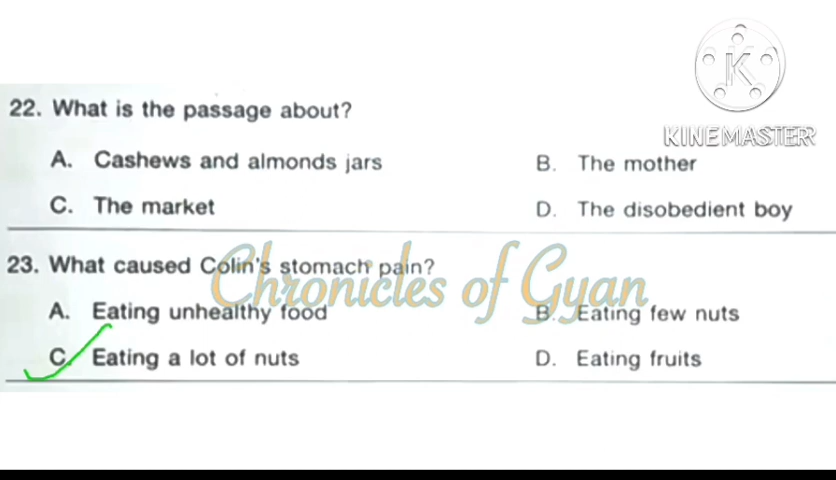 KINEMASTER
22. What is the passage about?
A. Cashews and almonds jars B. The mother
C. The market D. The disobedient boy
23. What caused Colin's stomach pain?
Chronicles of Gyan
A. Eating unhealthy food B. Eating few nuts
C. Eating a lot of nuts D. Eating fruits